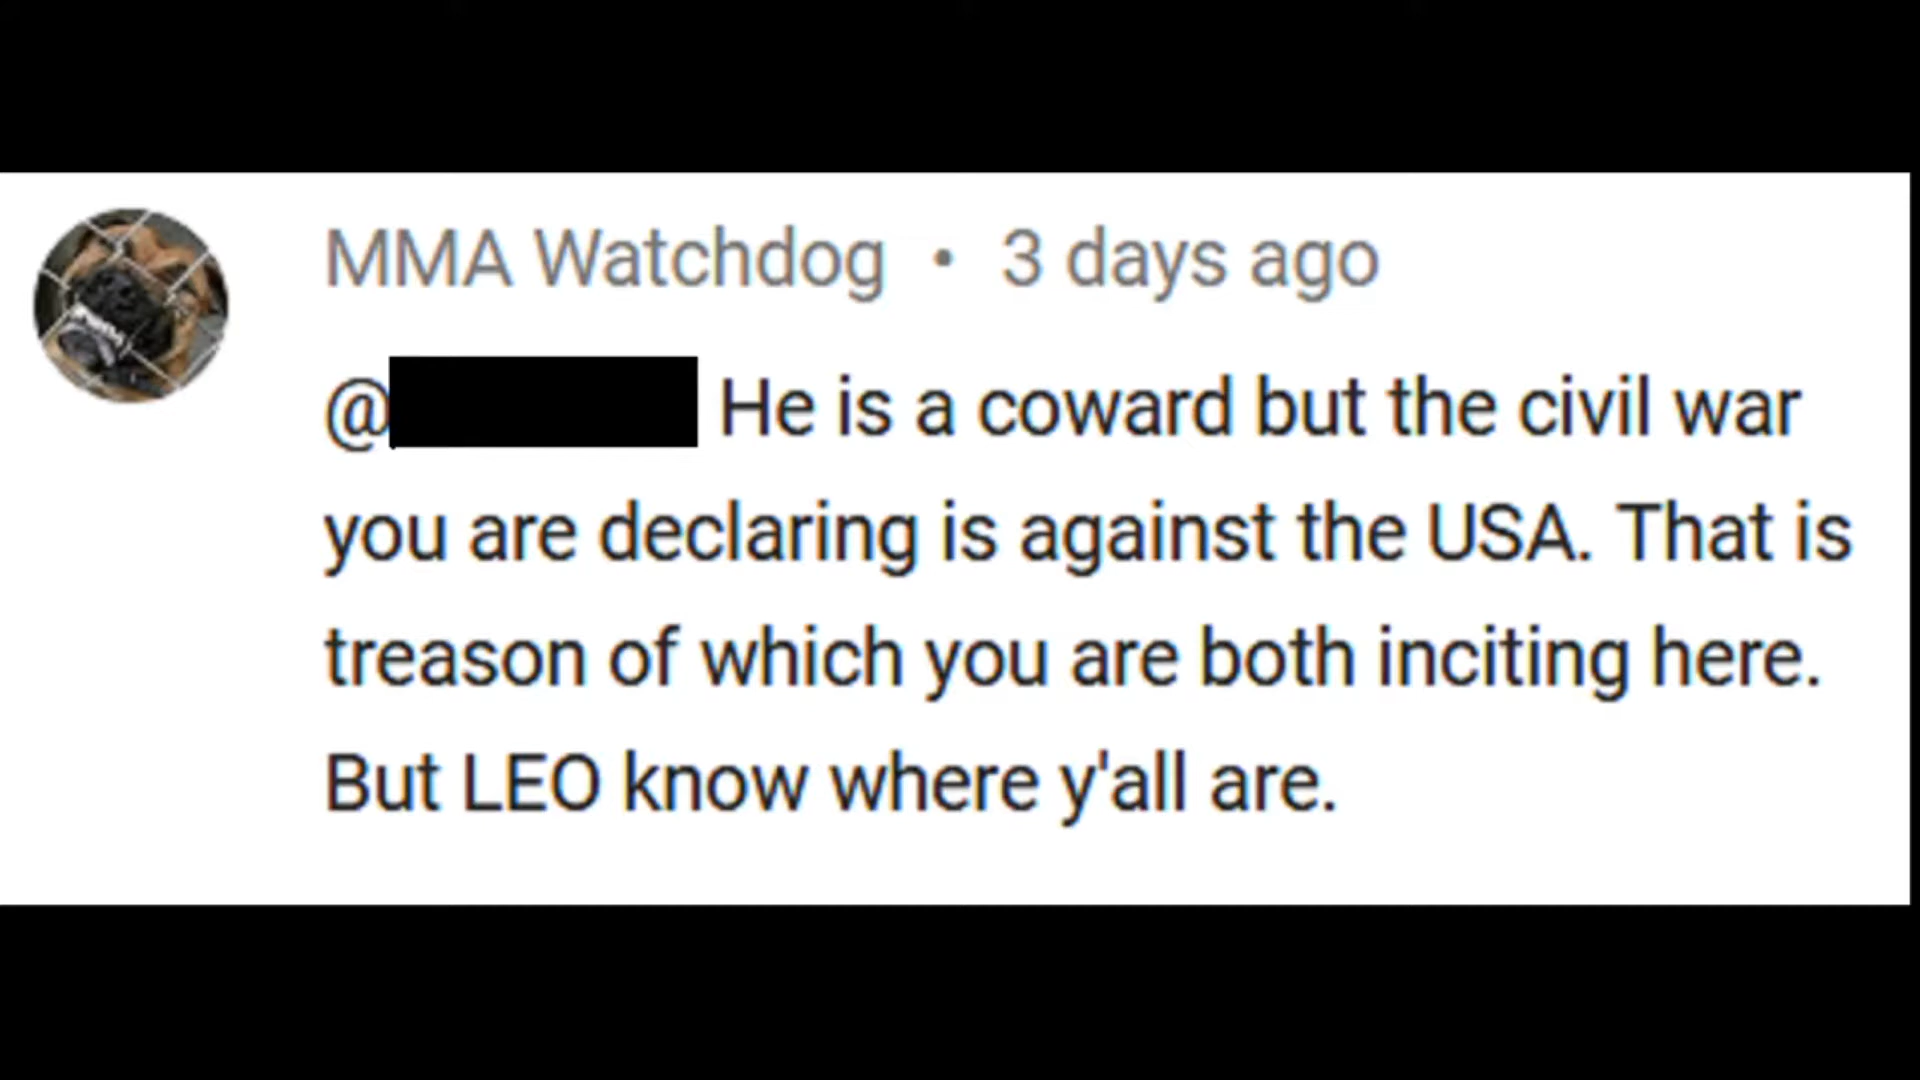 MMA Watchdog • 3 days ago
@ He is a coward but the civil war
you are declaring is against the USA. That is
treason of which you are both inciting here.
But LEO know where y'all are.